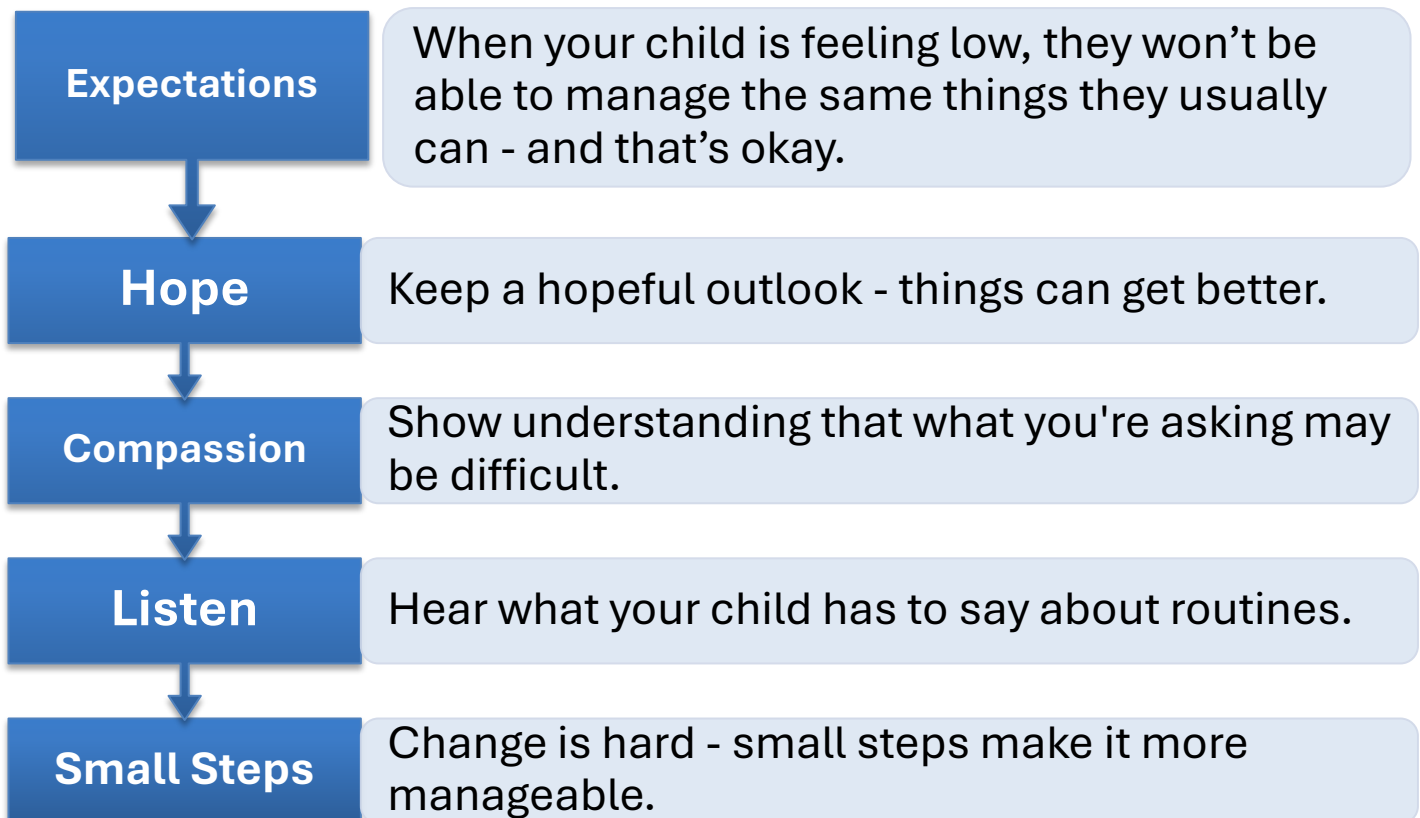 Expectations
When your child is feeling low, they won’t be
able to manage the same things they usually
can - and that’s okay.
Hope
Keep a hopeful outlook - things can get better.
Compassion
Show understanding that what you're asking may
be difficult.
Listen
Hear what your child has to say about routines.
Small Steps
Change is hard - small steps make it more
manageable.